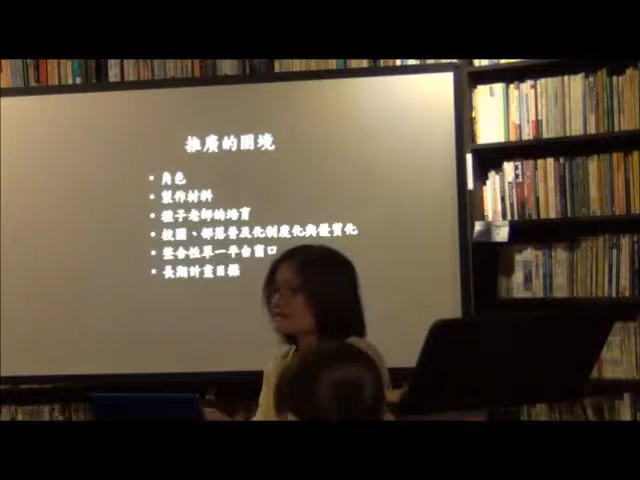 推廣的困境
• 角色
• 製作材料
• 種子老師的培育
• 校園、部落普及化制度化與優質化
• 整合性單一平台窗口
• 長期計畫目標